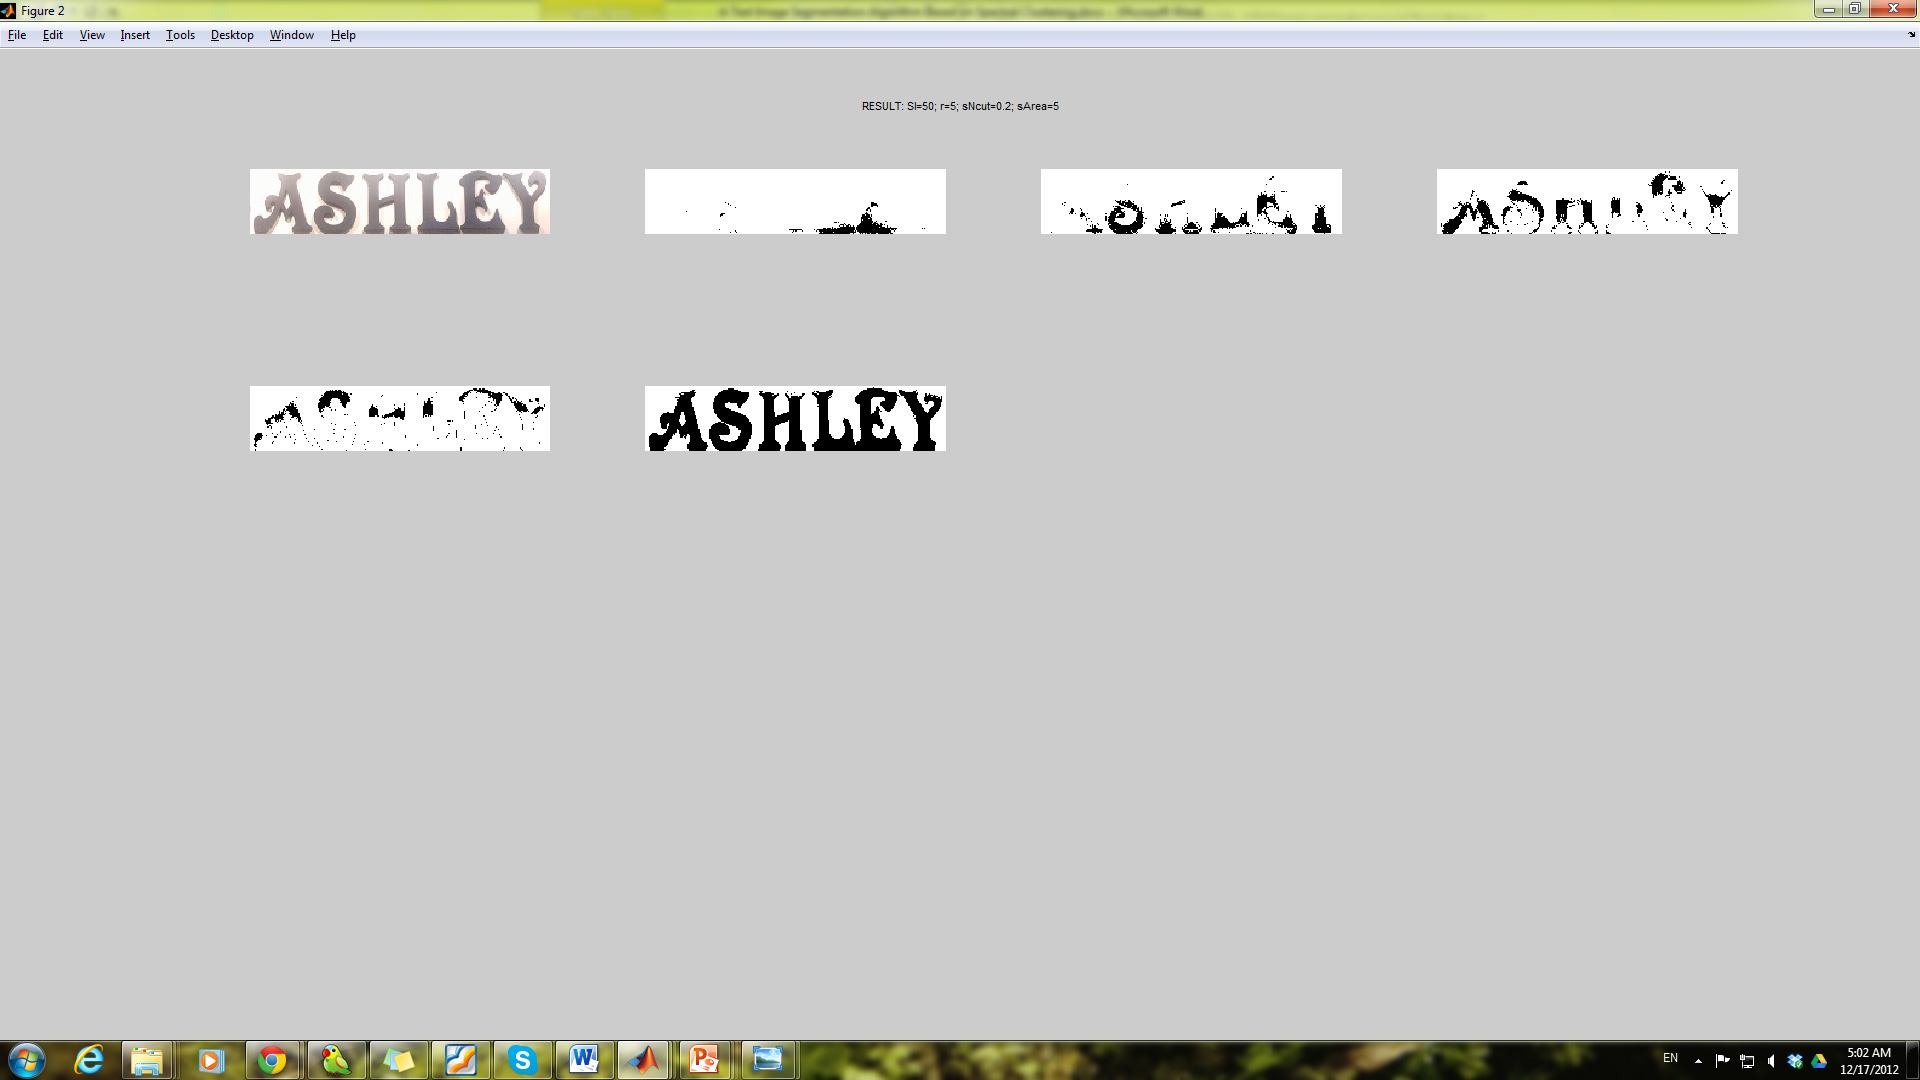 Figure 2
File Edit View Insert Tools Desktop Window Help
RESULT: SI=50; r=5; sNcut=0.2; sArea=5
ASHLEY
ASHLEY
EN
5:02 AM
12/17/2012